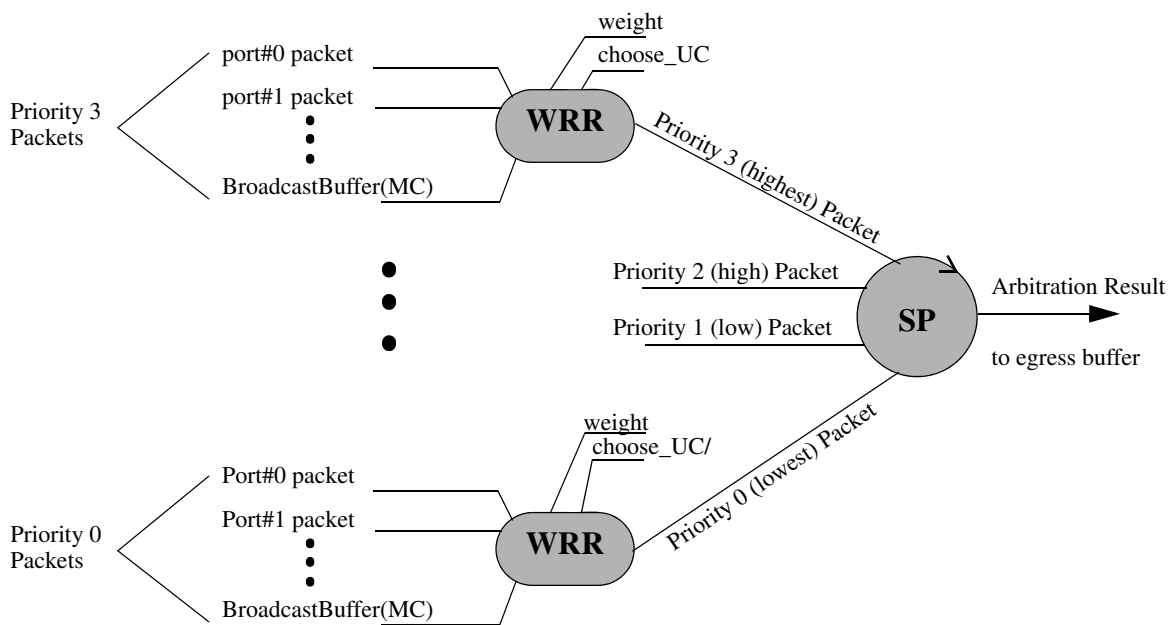 weight
choose_UC
port#0 packet
port#1 packet
Priority 3
Packets
WRR
BroadcastBuffer(MC)
Priority 3 (highest) Packet
Priority 2 (high) Packet
Arbitration Result
Priority 1 (low) Packet
SP
to egress buffer
weight
choose_UC/
Port#0 packet
Port#1 packet
Priority 0
Packets
WRR
BroadcastBuffer(MC)
Priority 0 (lowest) Packet